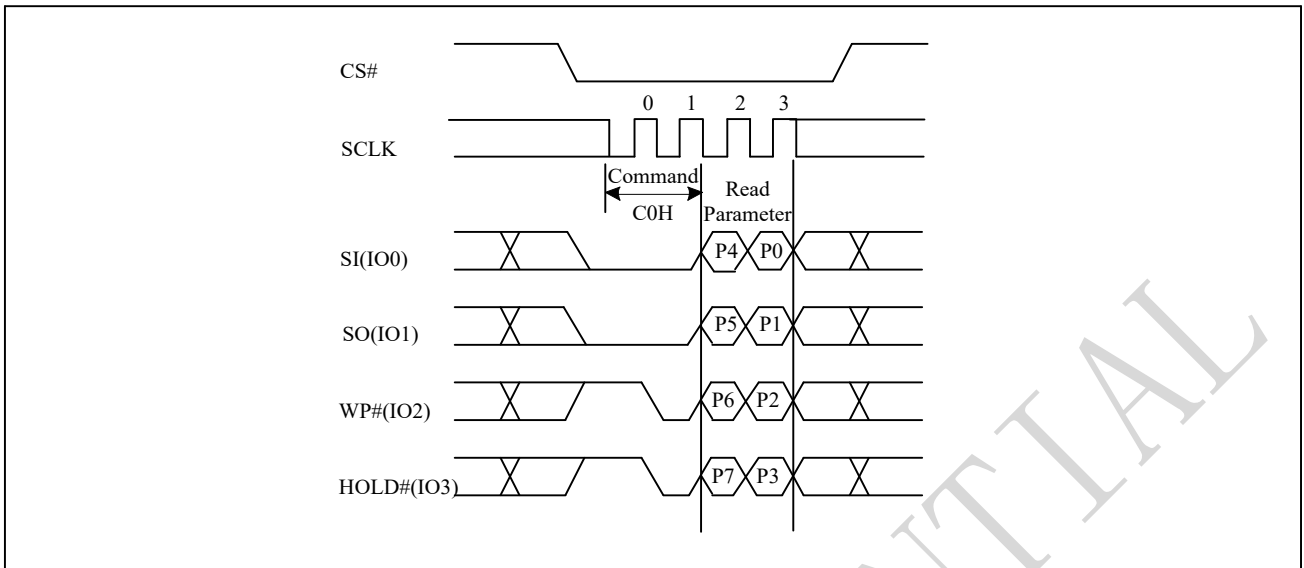 CS#
0 1 2 3
SCLK
Command
C0H
Read
Parameter
SI(IO0)
P4 P0
SO(IO1)
P5 P1
WP#(IO2)
P6 P2
HOLD#(IO3)
P7 P3
NTIAL